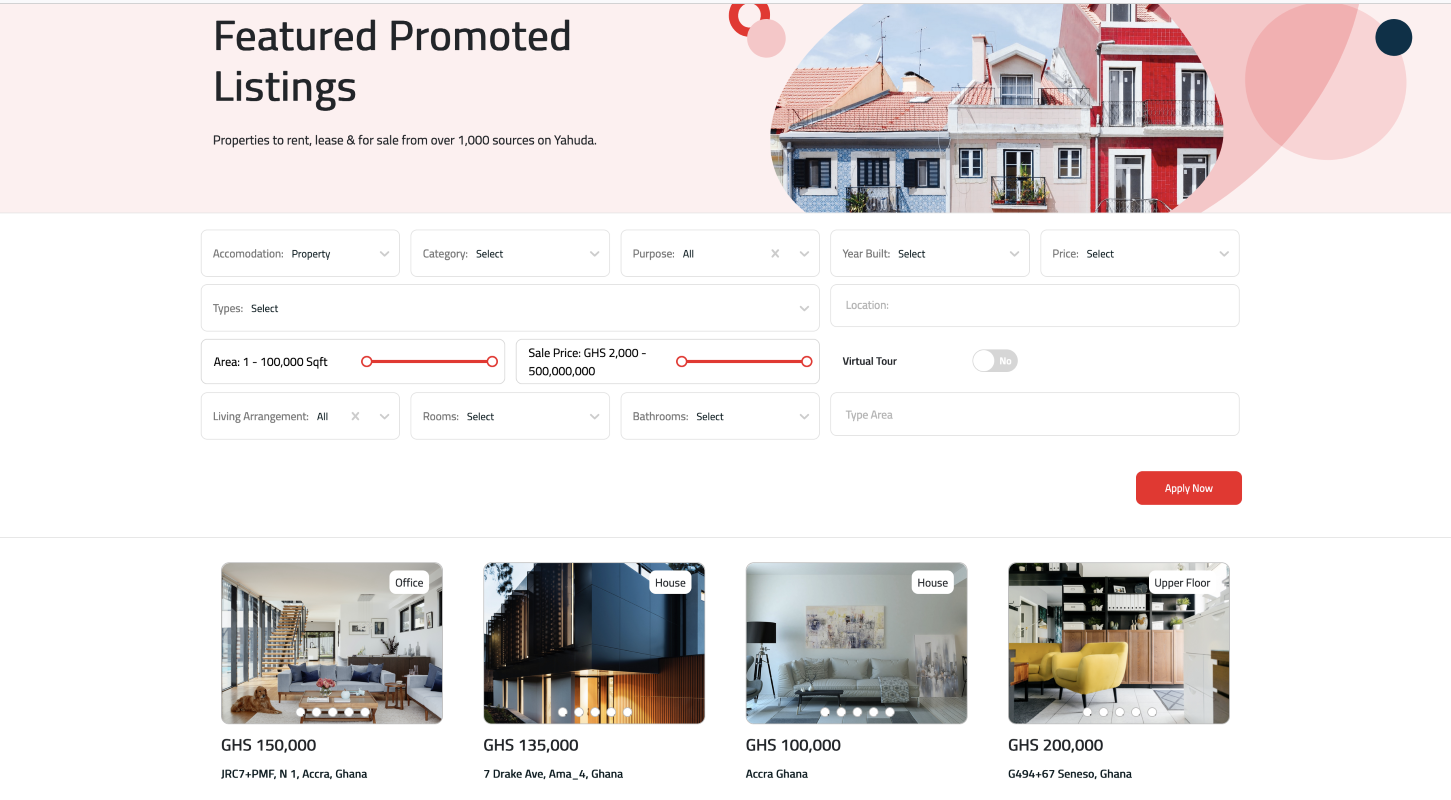 Featured Promoted
Listings
Properties to rent, lease & for sale from over 1,000 sources on Yahuda.
Accomodation: Property
Category: Select
Purpose: All
Year Built: Select
Price: Select
Types: Select
Location:
Area: 1 - 100,000 Sqft
Sale Price: GHS 2,000 -
500,000,000
Virtual Tour
No
Living Arrangement: All
Rooms: Select
Bathrooms: Select
Type Area
Apply Now
Office
House
House
Upper Floor
GHS 150,000
GHS 135,000
GHS 100,000
GHS 200,000
JRC7+PMF, N 1, Accra, Ghana
7 Drake Ave, Ama_4, Ghana
Accra Ghana
G494+67 Seneso, Ghana